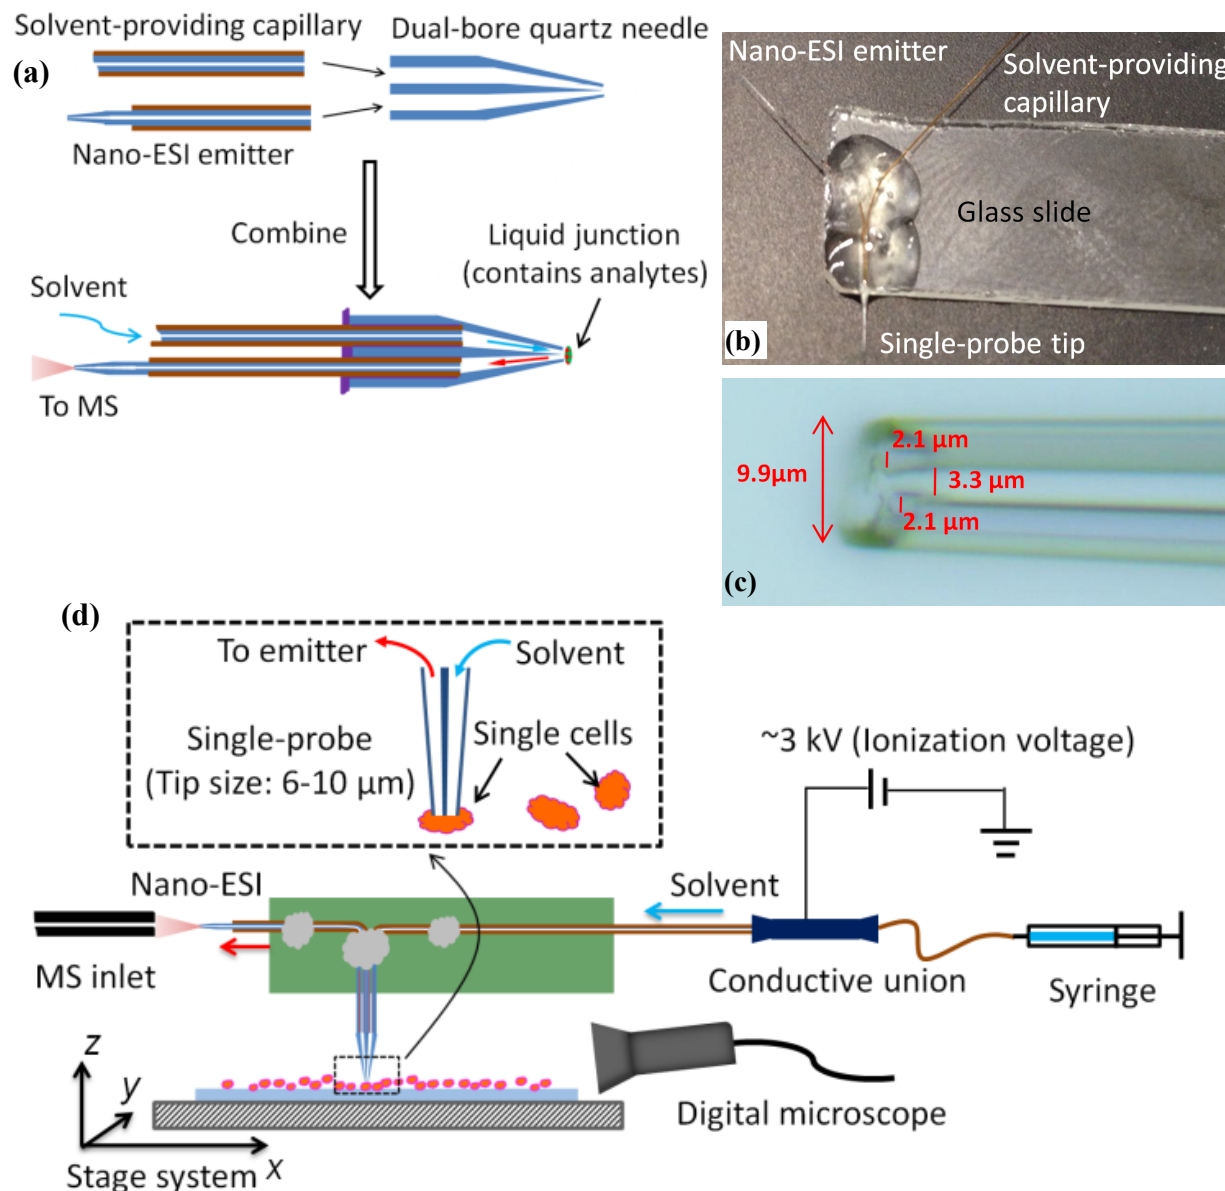 (a)
Solvent-providing capillary
Dual-bore quartz needle
Nano-ESI emitter
Combine
Liquid junction
(contains analytes)
Solvent
To MS
Nano-ESI emitter
Solvent-providing
capillary
Glass slide
(b)
Single-probe tip
2.1 µm
9.9µm
3.3 µm
2.1 µm
(c)
(d)
To emitter
Solvent
Single-probe
(Tip size: 6-10 µm)
Single cells
~3 kV (Ionization voltage)
Nano-ESI
Solvent
MS inlet
Conductive union
Syringe
z
y
x
Stage system
Digital microscope